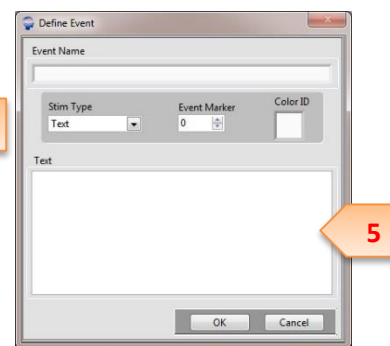 Define Event
Event Name
Stim Type Event Marker Color ID
Text 0
Text
5
OK Cancel